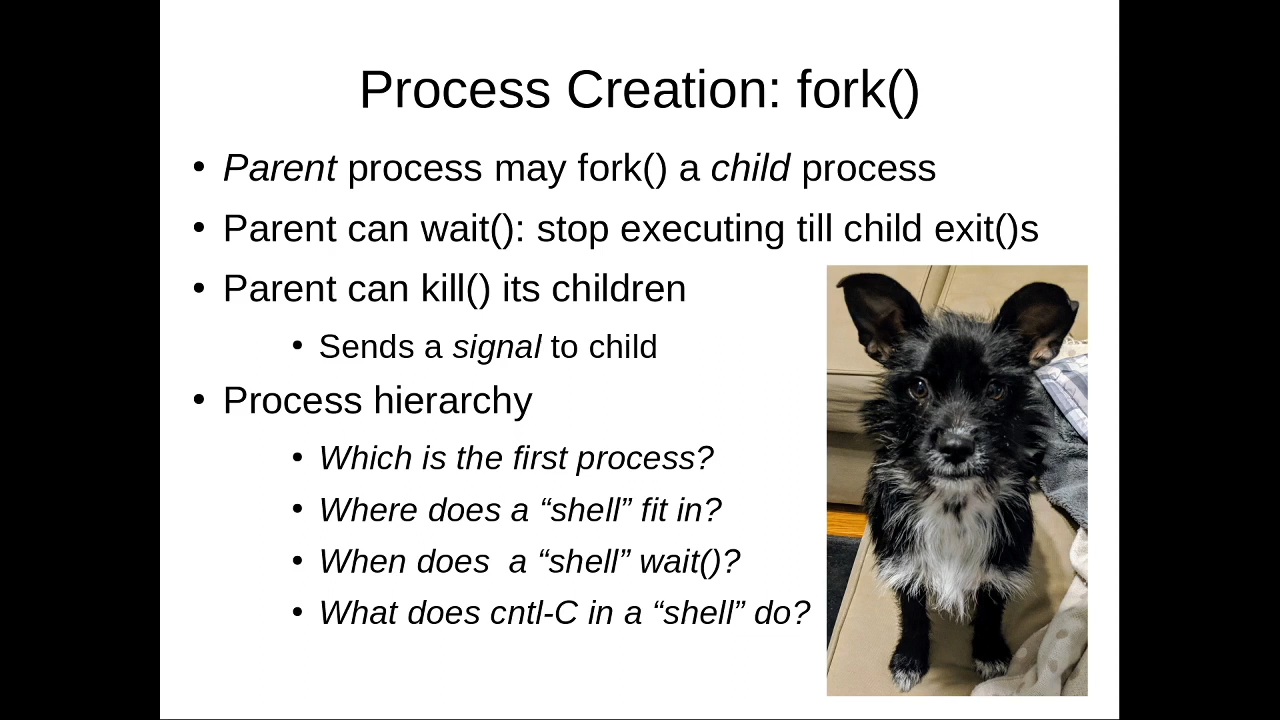 Process Creation: fork()
• Parent process may fork() a child process
• Parent can wait(): stop executing till child exit()s
• Parent can kill() its children
• Sends a signal to child
• Process hierarchy
• Which is the first process?
• Where does a “shell” fit in?
• When does  a “shell” wait()?
• What does cntl-C in a “shell” do?